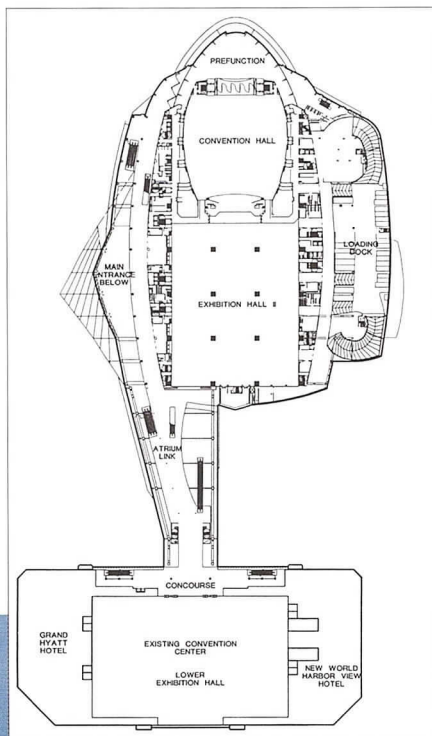 PREFUNCTION
CONVENTION HALL
LOADING
DOCK
MAIN
ENTRANCE
BELOW
EXHIBITION HALL II
ATRIUM
LINK
CONCOURSE
GRAND
HYATT
HOTEL
EXISTING CONVENTION
CENTER
LOWER
EXHIBITION HALL
NEW WORLD
HARBOR VIEW
HOTEL